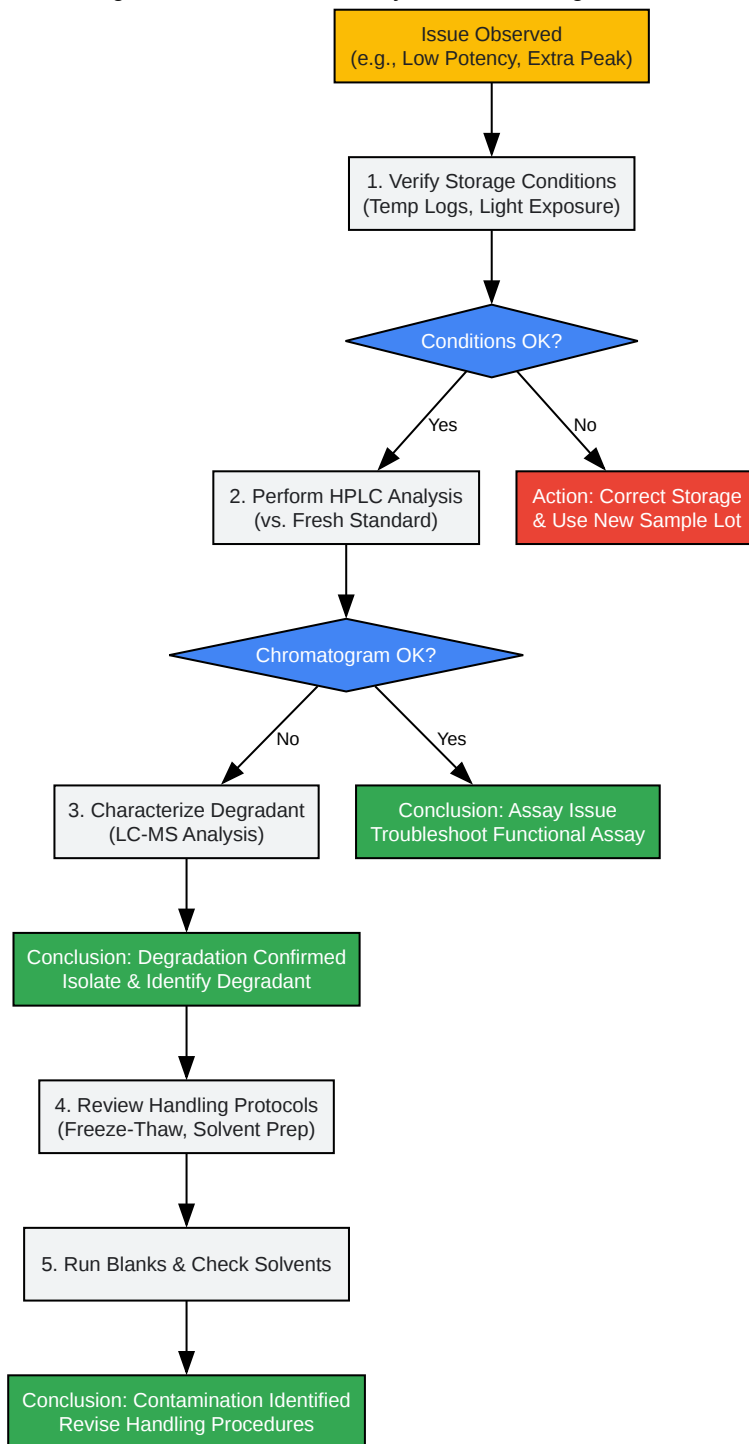 Issue Observed
(e.g., Low Potency, Extra Peak)
1. Verify Storage Conditions
(Temp Logs, Light Exposure)
Conditions OK?
Yes
No
2. Perform HPLC Analysis
(vs. Fresh Standard)
Action: Correct Storage
& Use New Sample Lot
Chromatogram OK?
No
Yes
3. Characterize Degradant
(LC-MS Analysis)
Conclusion: Assay Issue
Troubleshoot Functional Assay
Conclusion: Degradation Confirmed
Isolate & Identify Degradant
4. Review Handling Protocols
(Freeze-Thaw, Solvent Prep)
5. Run Blanks & Check Solvents
Conclusion: Contamination Identified
Revise Handling Procedures